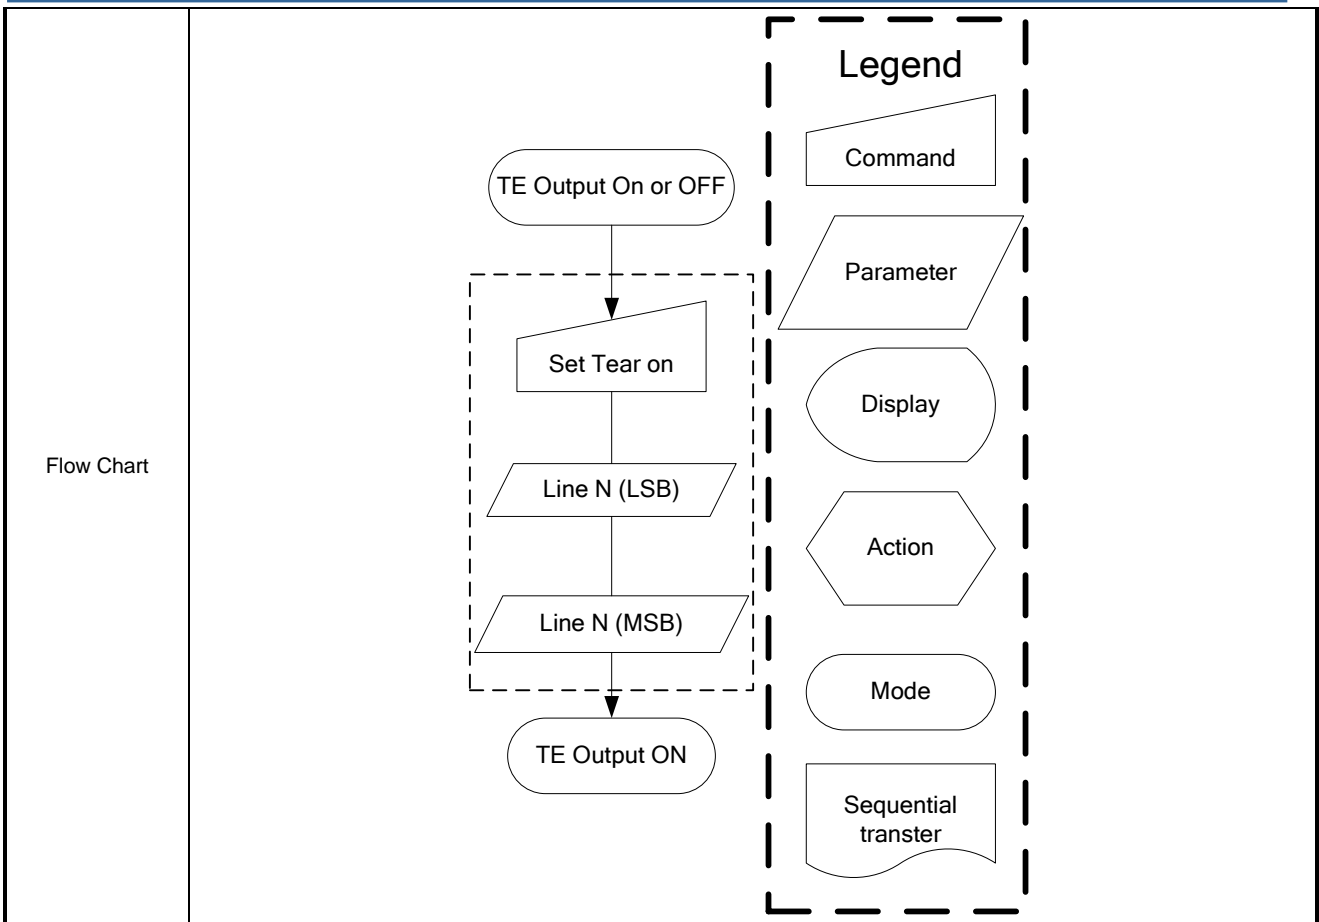 Flow Chart
TE Output On or OFF
Set Tear on
Line N (LSB)
Line N (MSB)
TE Output ON
Legend
Command
Parameter
Display
Action
Mode
Sequential
transter